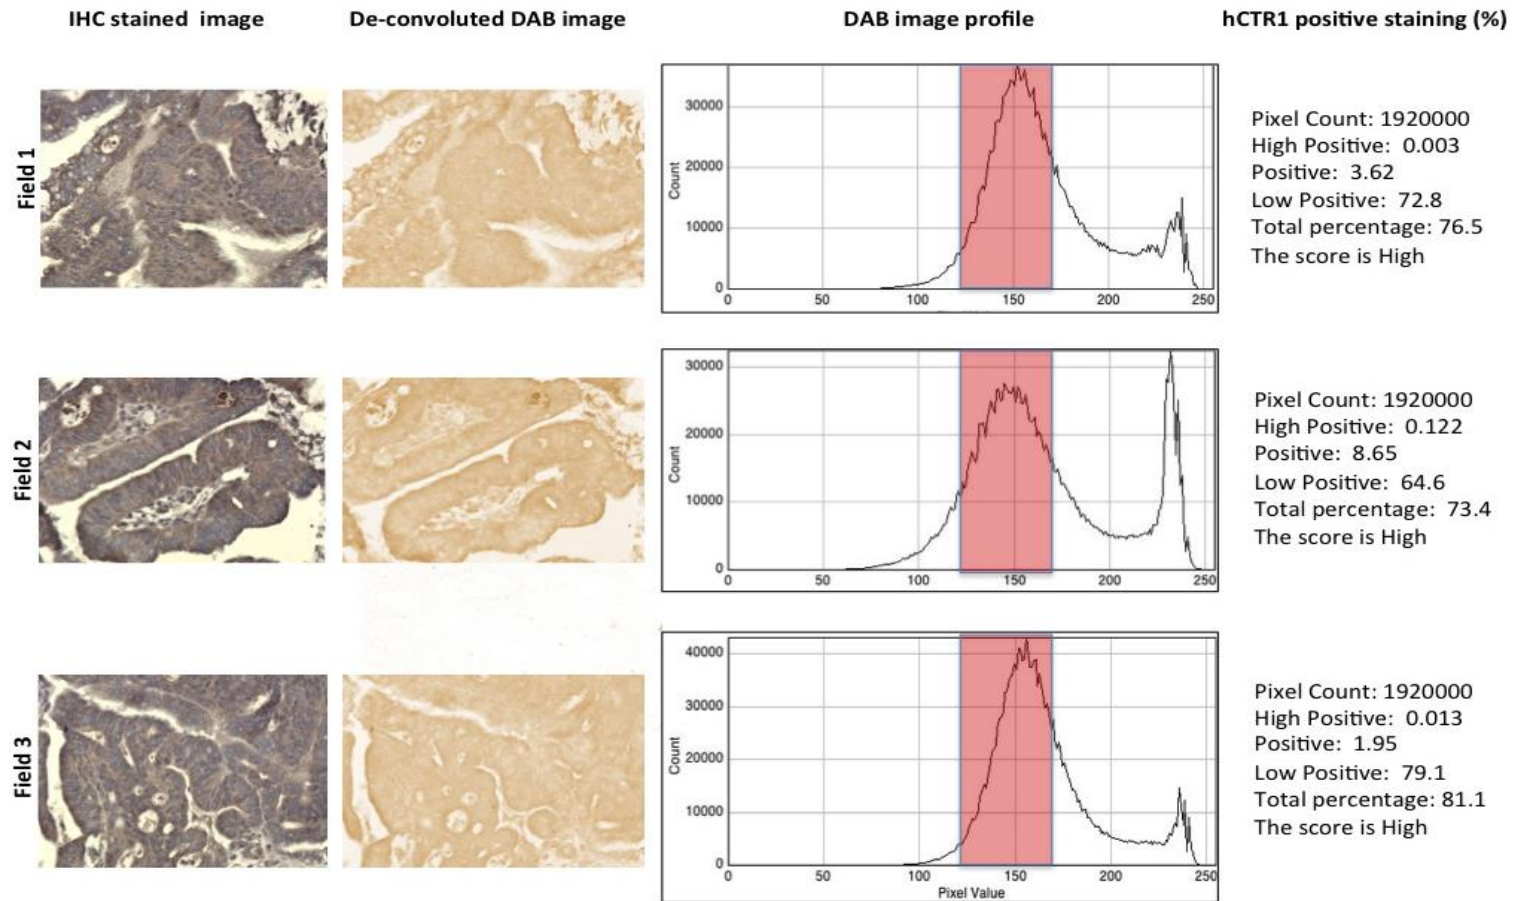 IHC stained image
De-convoluted DAB image
DAB image profile
hCTR1 positive staining (%)
Field 1
Count
30000
20000
10000
0
0 50 100 150 200 250
Pixel Count: 1920000
High Positive: 0.003
Positive: 3.62
Low Positive: 72.8
Total percentage: 76.5
The score is High
Field 2
Count
30000
20000
10000
0
0 50 100 150 200 250
Pixel Count: 1920000
High Positive: 0.122
Positive: 8.65
Low Positive: 64.6
Total percentage: 73.4
The score is High
Field 3
Count
40000
30000
20000
10000
0
0 50 100 150 200 250
Pixel Value
Pixel Count: 1920000
High Positive: 0.013
Positive: 1.95
Low Positive: 79.1
Total percentage: 81.1
The score is High